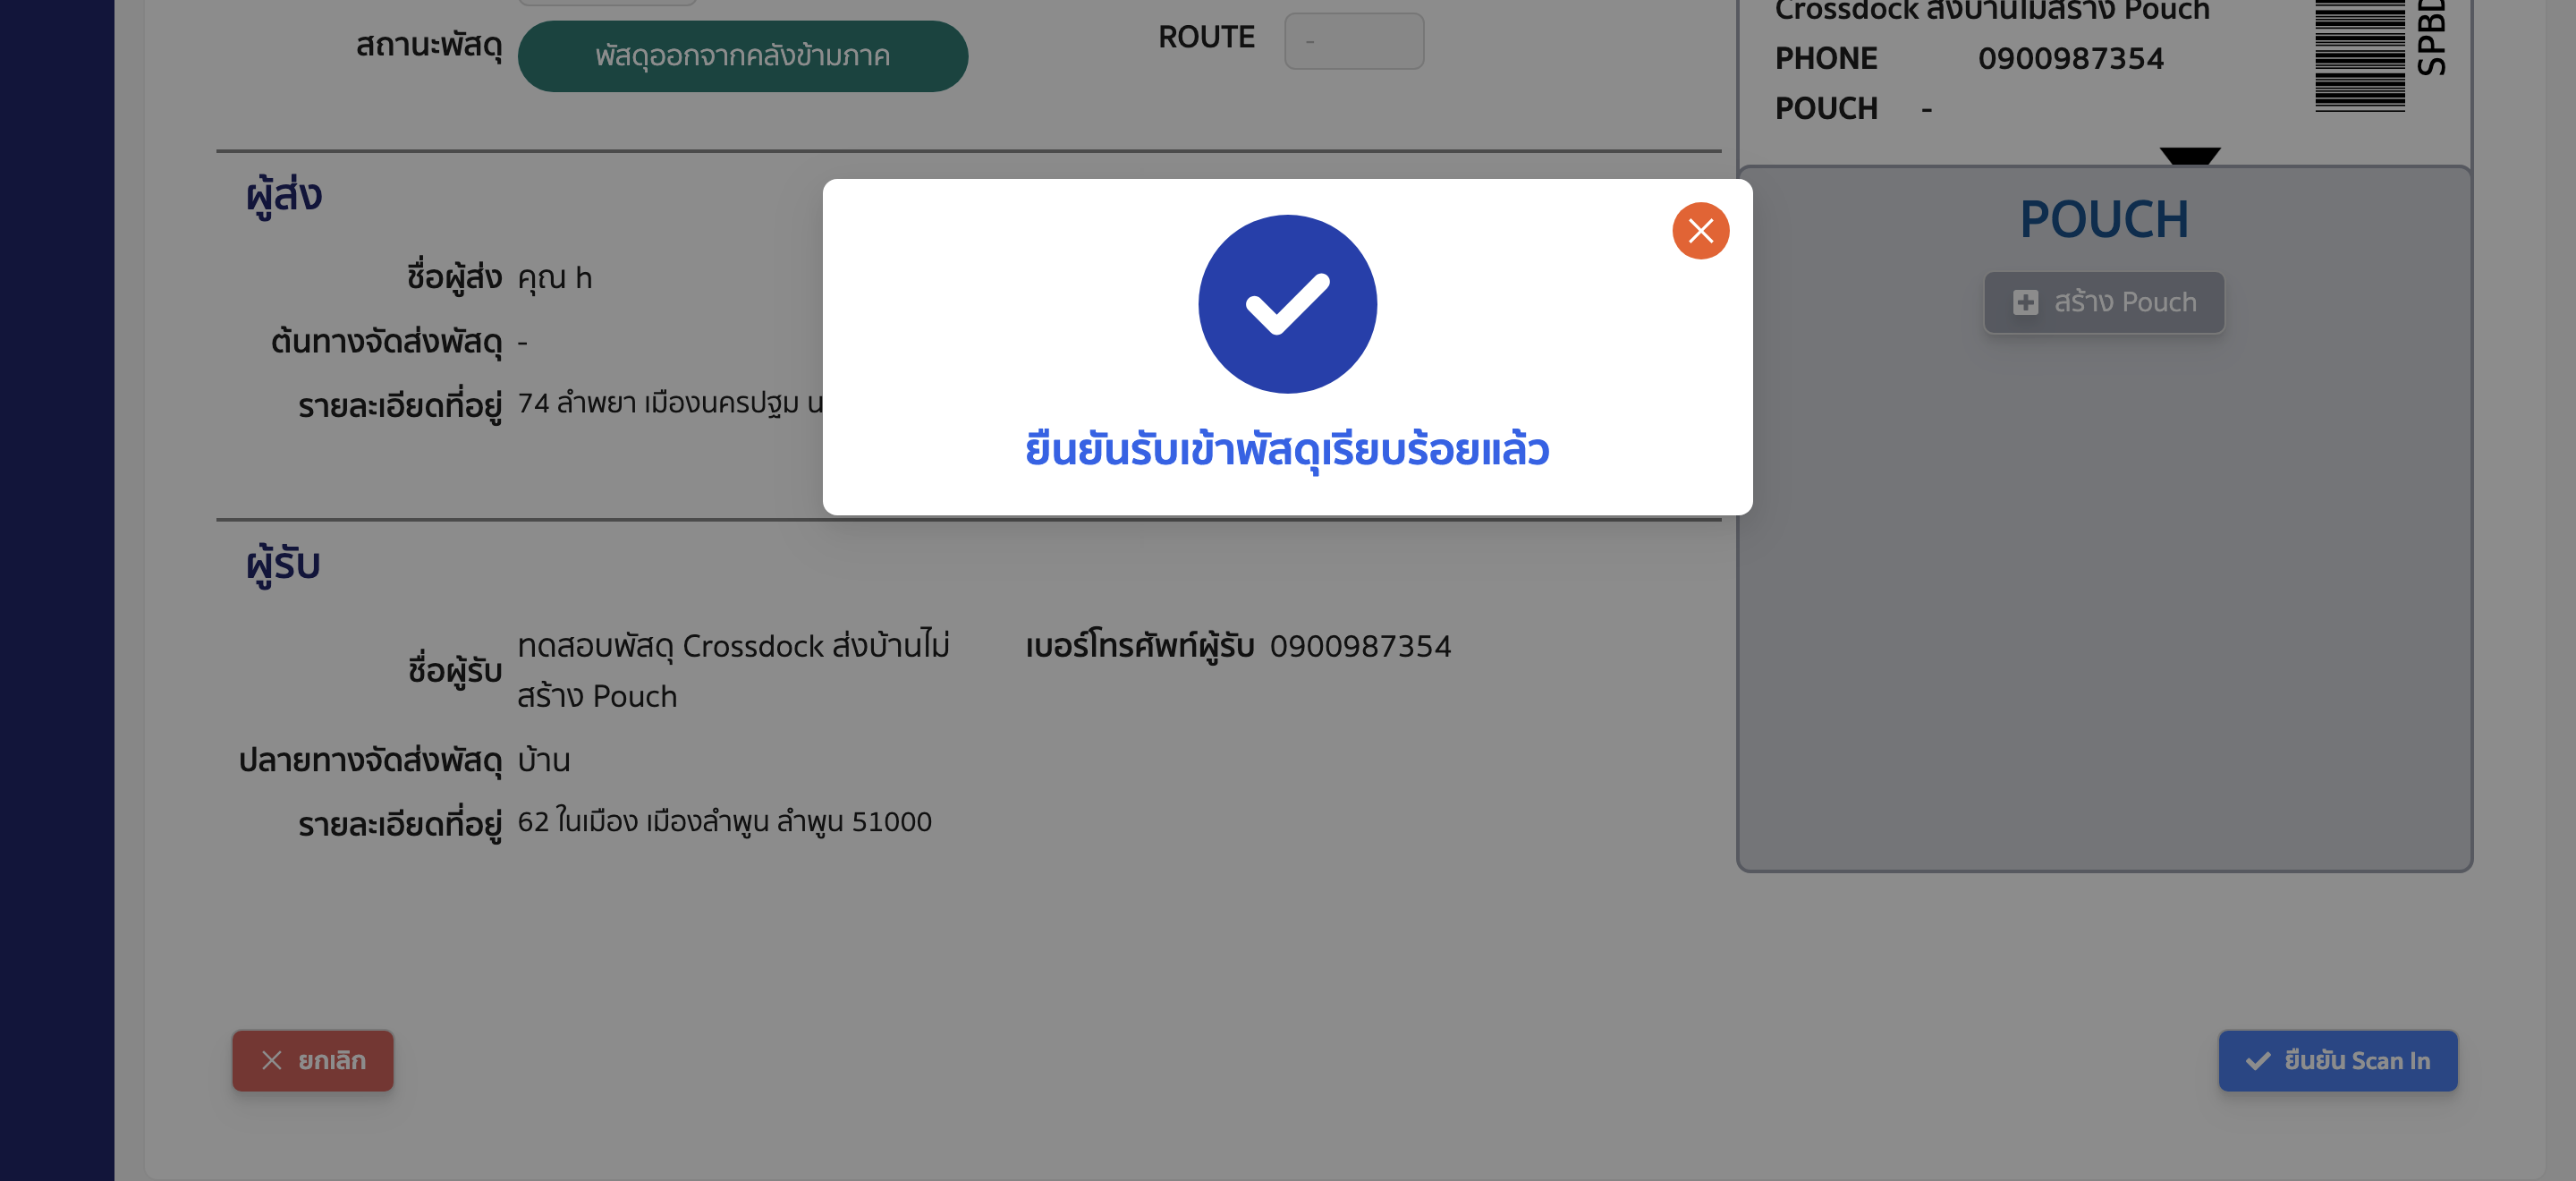 สถานะพัสดุ พัสดุออกจากคลังข้ามภาค ROUTE -
Crossdock ส่งบ้านไม่สร้าง Pouch
PHONE 0900987354
POUCH -
SPBD
ผู้ส่ง
ชื่อผู้ส่ง คุณ h
ต้นทางจัดส่งพัสดุ -
รายละเอียดที่อยู่ 74 ลำพยา เมืองนครปฐม น
POUCH
สร้าง Pouch
ยืนยันรับเข้าพัสดุเรียบร้อยแล้ว
ผู้รับ
ชื่อผู้รับ ทดสอบพัสดุ Crossdock ส่งบ้านไม่
สร้าง Pouch
เบอร์โทรศัพท์ผู้รับ 0900987354
ปลายทางจัดส่งพัสดุ บ้าน
รายละเอียดที่อยู่ 62 ในเมือง เมืองลำพูน ลำพูน 51000
ยกเลิก
ยืนยัน Scan In